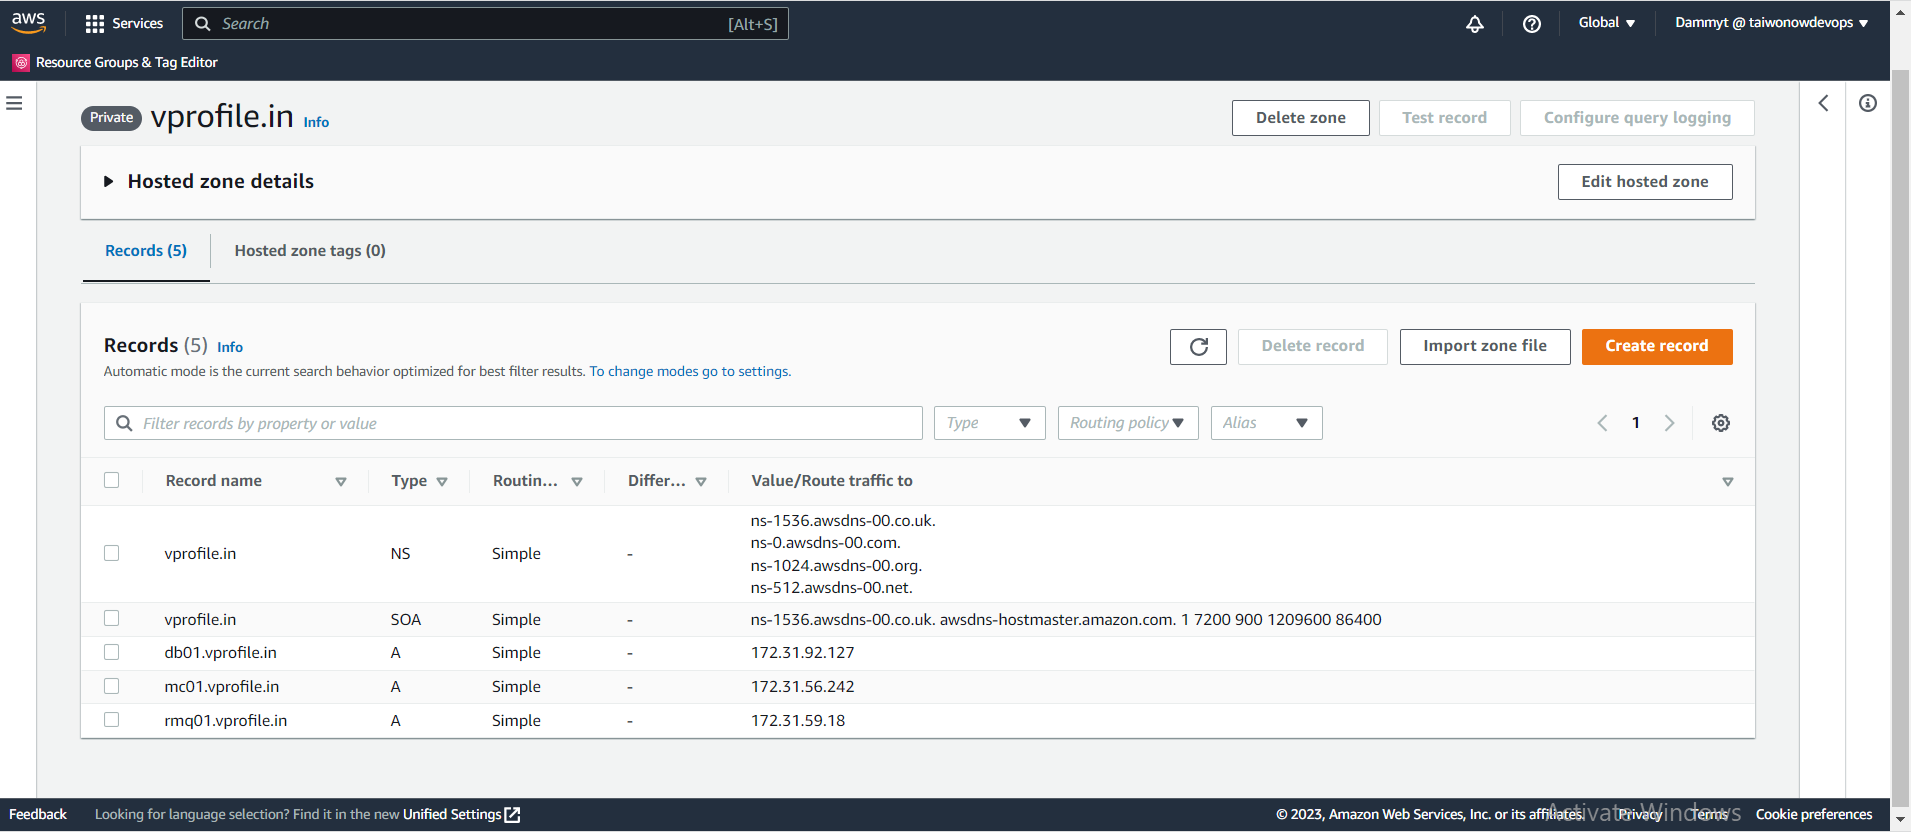 aws Services Search [Alt+S] Global Dammyt @ taiwonowdevops
Resource Groups & Tag Editor
Private vprofile.in Info Delete zone Test record Configure query logging
Hosted zone details Edit hosted zone
Records (5) Hosted zone tags (0)
Records (5) Info Delete record Import zone file Create record
Automatic mode is the current search behavior optimized for best filter results. To change modes go to settings.
Filter records by property or value Type Routing policy Alias 1
Record name Type Routin... Differ... Value/Route traffic to
ns-1536.awsdns-00.co.uk.
ns-0.awsdns-00.com.
vprofile.in NS Simple -
ns-1024.awsdns-00.org.
ns-512.awsdns-00.net.
vprofile.in SOA Simple - ns-1536.awsdns-00.co.uk. awsdns-hostmaster.amazon.com. 1 7200 900 1209600 86400
db01.vprofile.in A Simple - 172.31.92.127
mc01.vprofile.in A Simple - 172.31.56.242
rmq01.vprofile.in A Simple - 172.31.59.18
Feedback Looking for language selection? Find it in the new Unified Settings © 2023, Amazon Web Services, Inc. or its affiliates. Privacy Terms Cookie preferences
Activate Windows